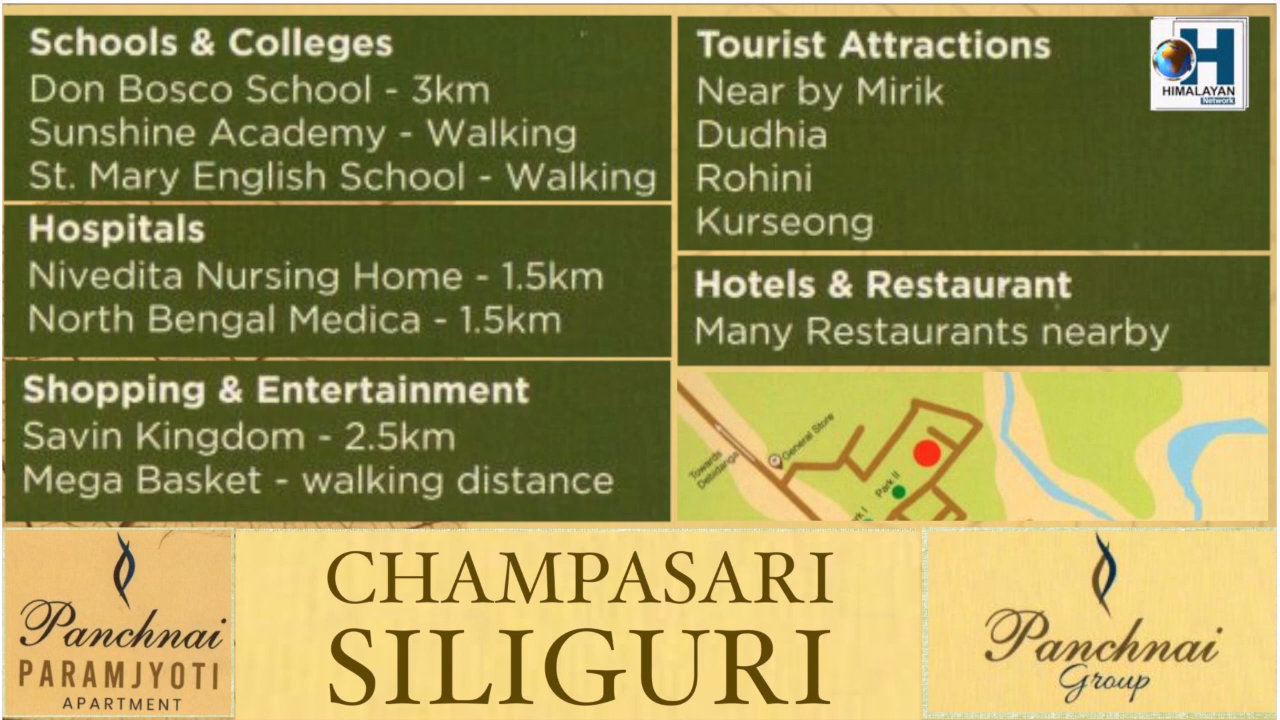 Schools & Colleges
Don Bosco School - 3km
Sunshine Academy - Walking
St. Mary English School - Walking
Hospitals
Nivedita Nursing Home - 1.5km
North Bengal Medica - 1.5km
Shopping & Entertainment
Savin Kingdom - 2.5km
Mega Basket - walking distance
Tourist Attractions
Near by Mirik
Dudhia
Rohini
Kurseong
H
HIMALAYAN
Network
Hotels & Restaurant
Many Restaurants nearby
Towards
Debidanga
General Store
Park II
rk I
Panchnai
PARAMJYOTI
APARTMENT
CHAMPASARI
SILIGURI
Panchnai
Group